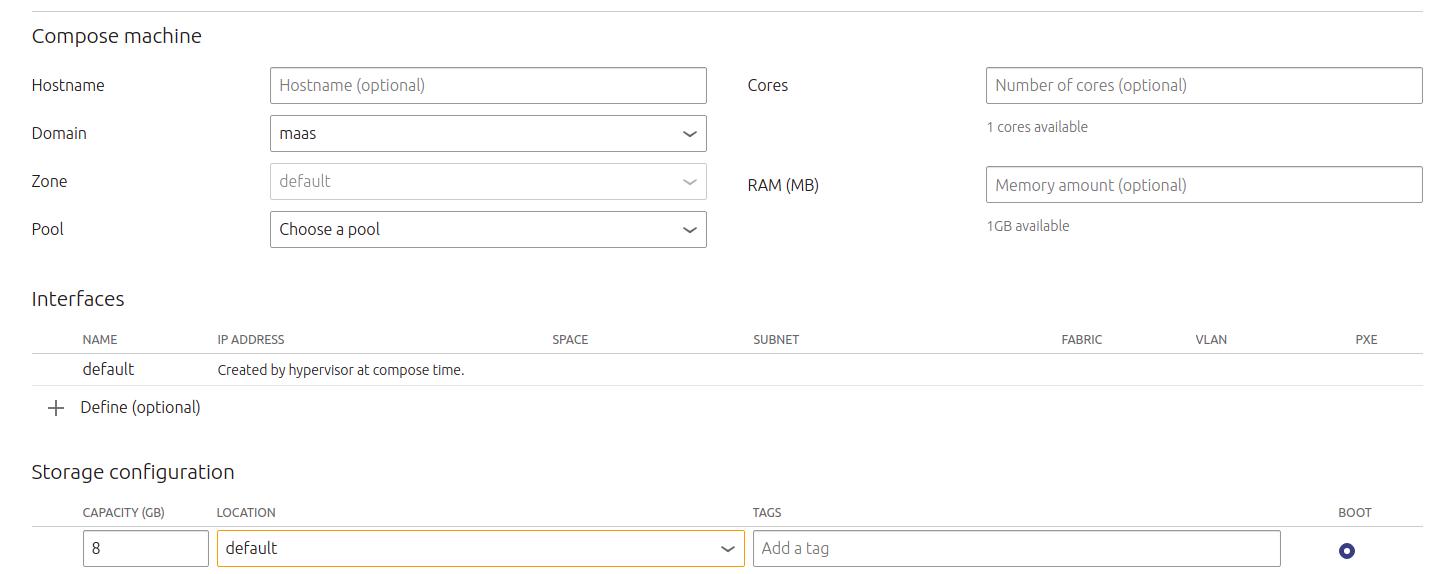 Compose machine
Hostname Hostname (optional) Cores Number of cores (optional)
Domain maas 1 cores available
Zone default RAM (MB) Memory amount (optional)
Pool Choose a pool 1GB available
Interfaces
NAME IP ADDRESS SPACE SUBNET FABRIC VLAN PXE
default Created by hypervisor at compose time.
Define (optional)
Storage configuration
CAPACITY (GB) LOCATION TAGS BOOT
8 default Add a tag